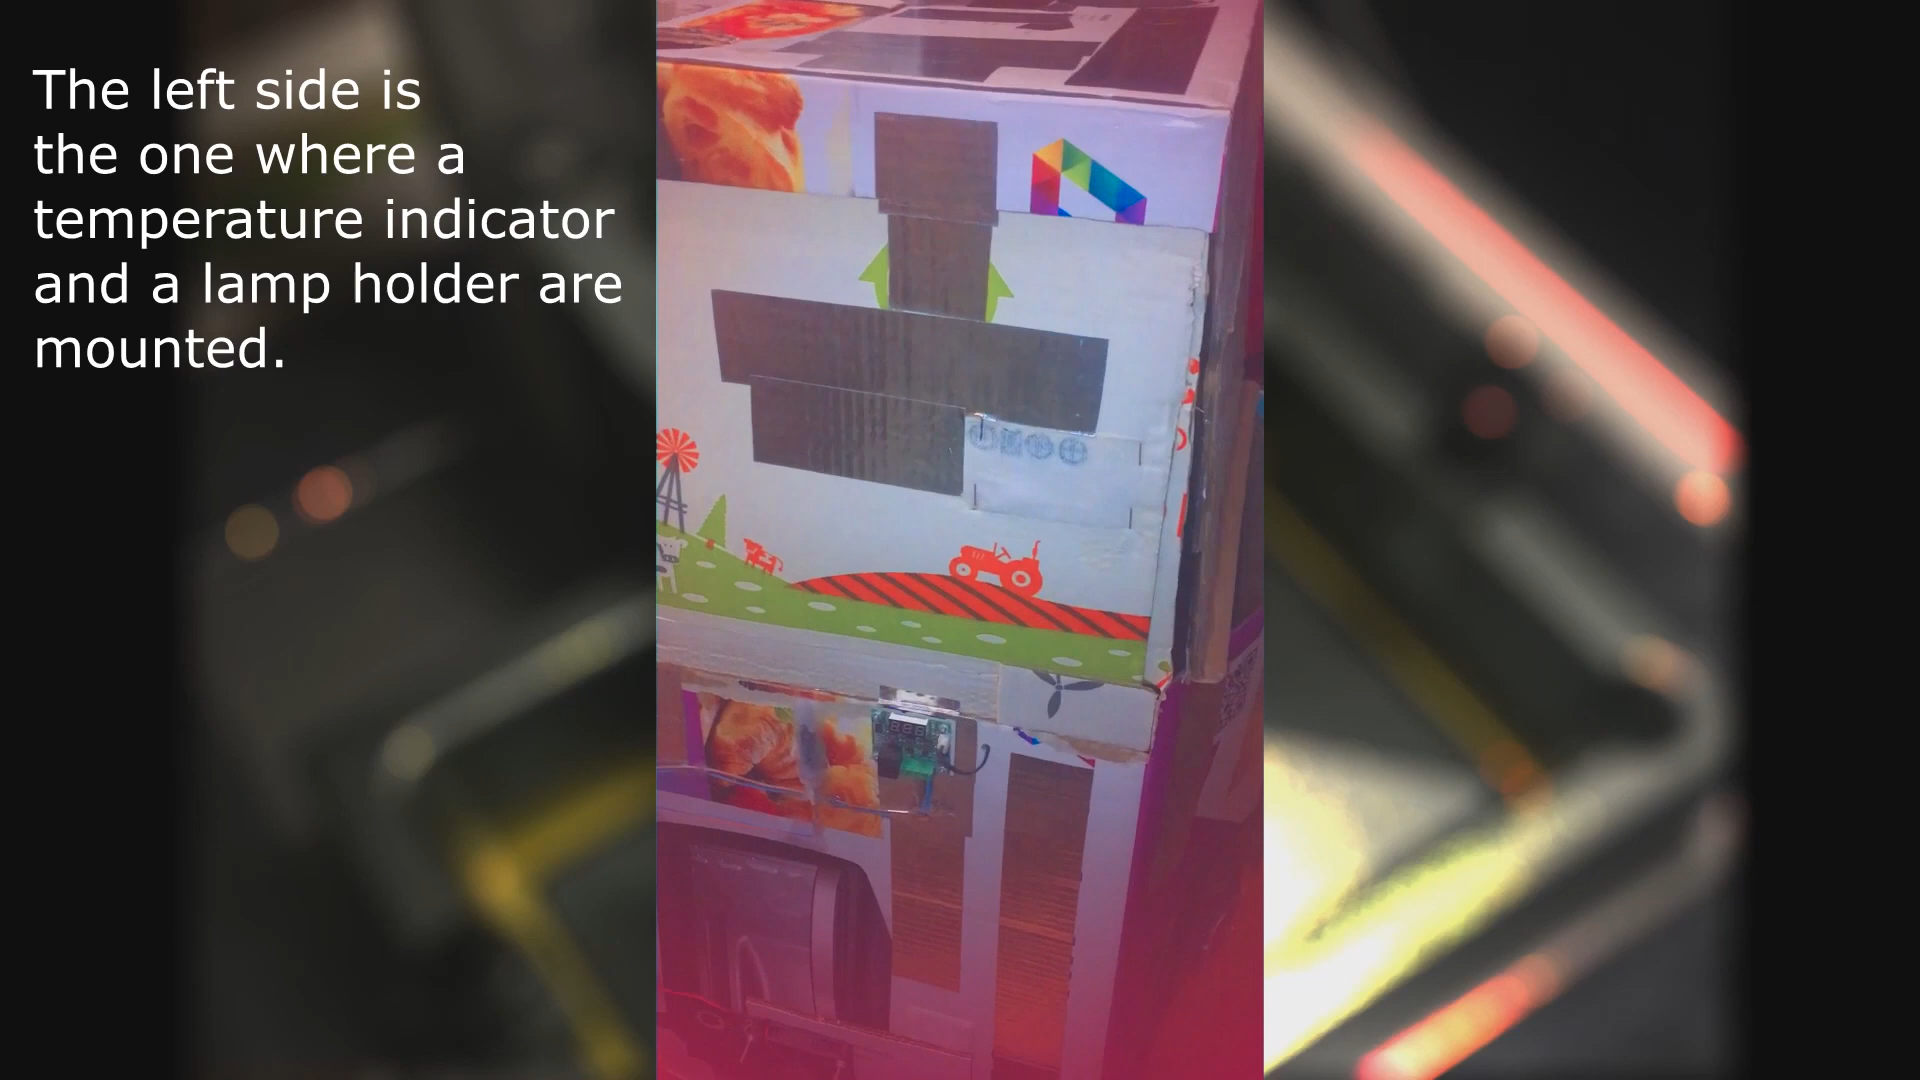 The left side is
the one where a
temperature indicator
and a lamp holder are
mounted.